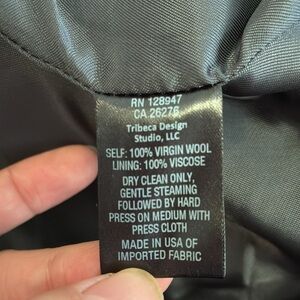 RN 128947
CA 26276
Tribeca Design
Studio, LLC
SELF: 100% VIRGIN WOOL
LINING: 100% VISCOSE
DRY CLEAN ONLY,
GENTLE STEAMING
FOLLOWED BY HARD
PRESS ON MEDIUM WITH
PRESS CLOTH
MADE IN USA OF
IMPORTED FABRIC